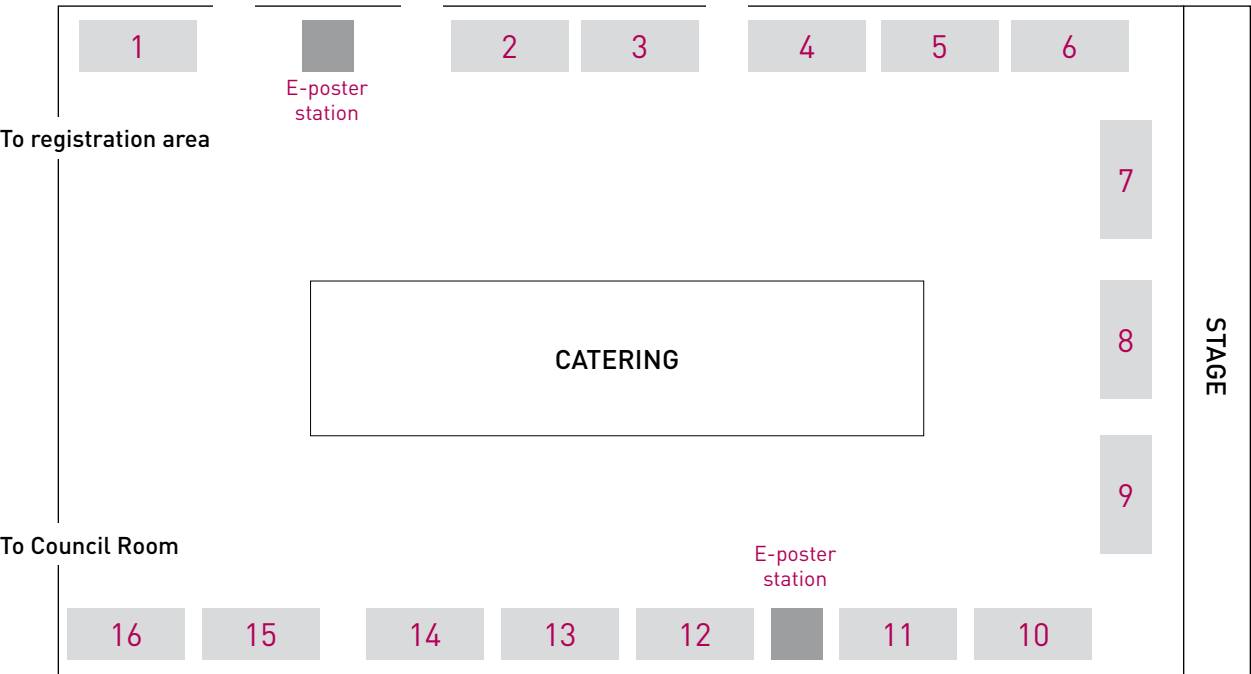 1
2
3
4
5
6
E-poster
station
To registration area
7
CATERING
8
STAGE
9
To Council Room
E-poster
station
16
15
14
13
12
11
10